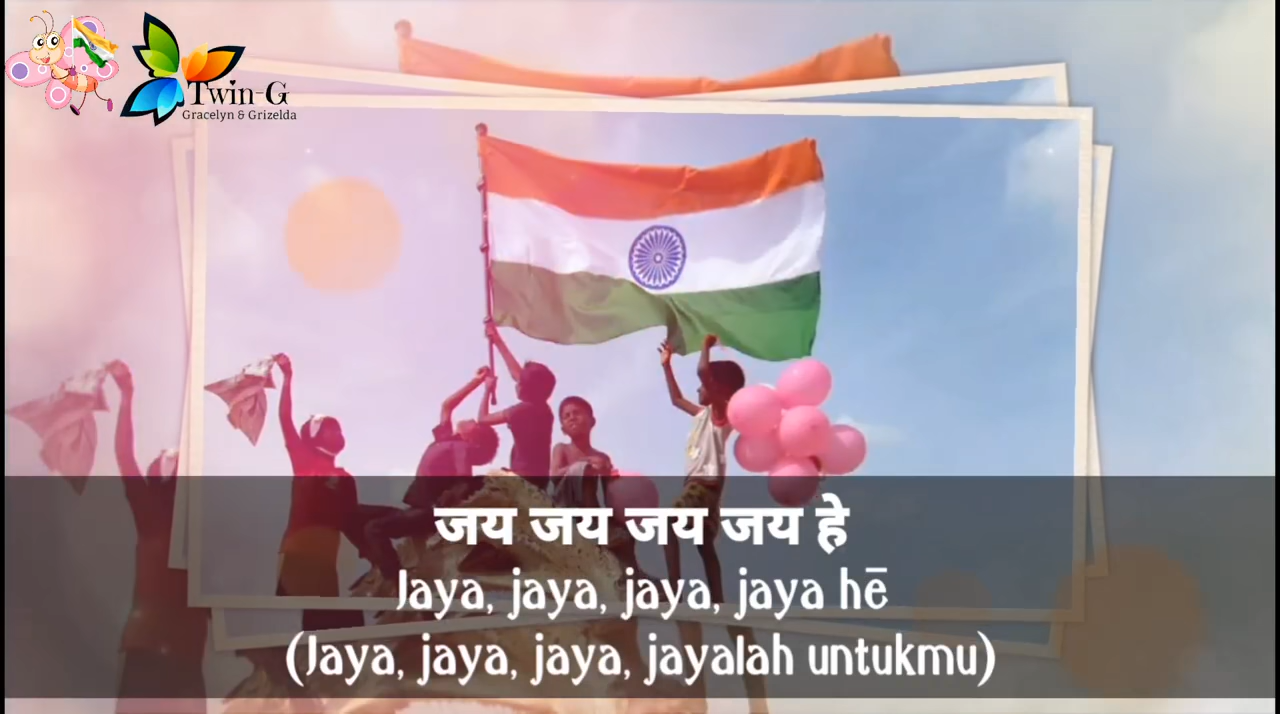 Twin-G
Gracelyn & Grizelda
जय जय जय जय हे
Jaya, jaya, jaya, jaya hē
(Jaya, jaya, jaya, jayalah untukmu)